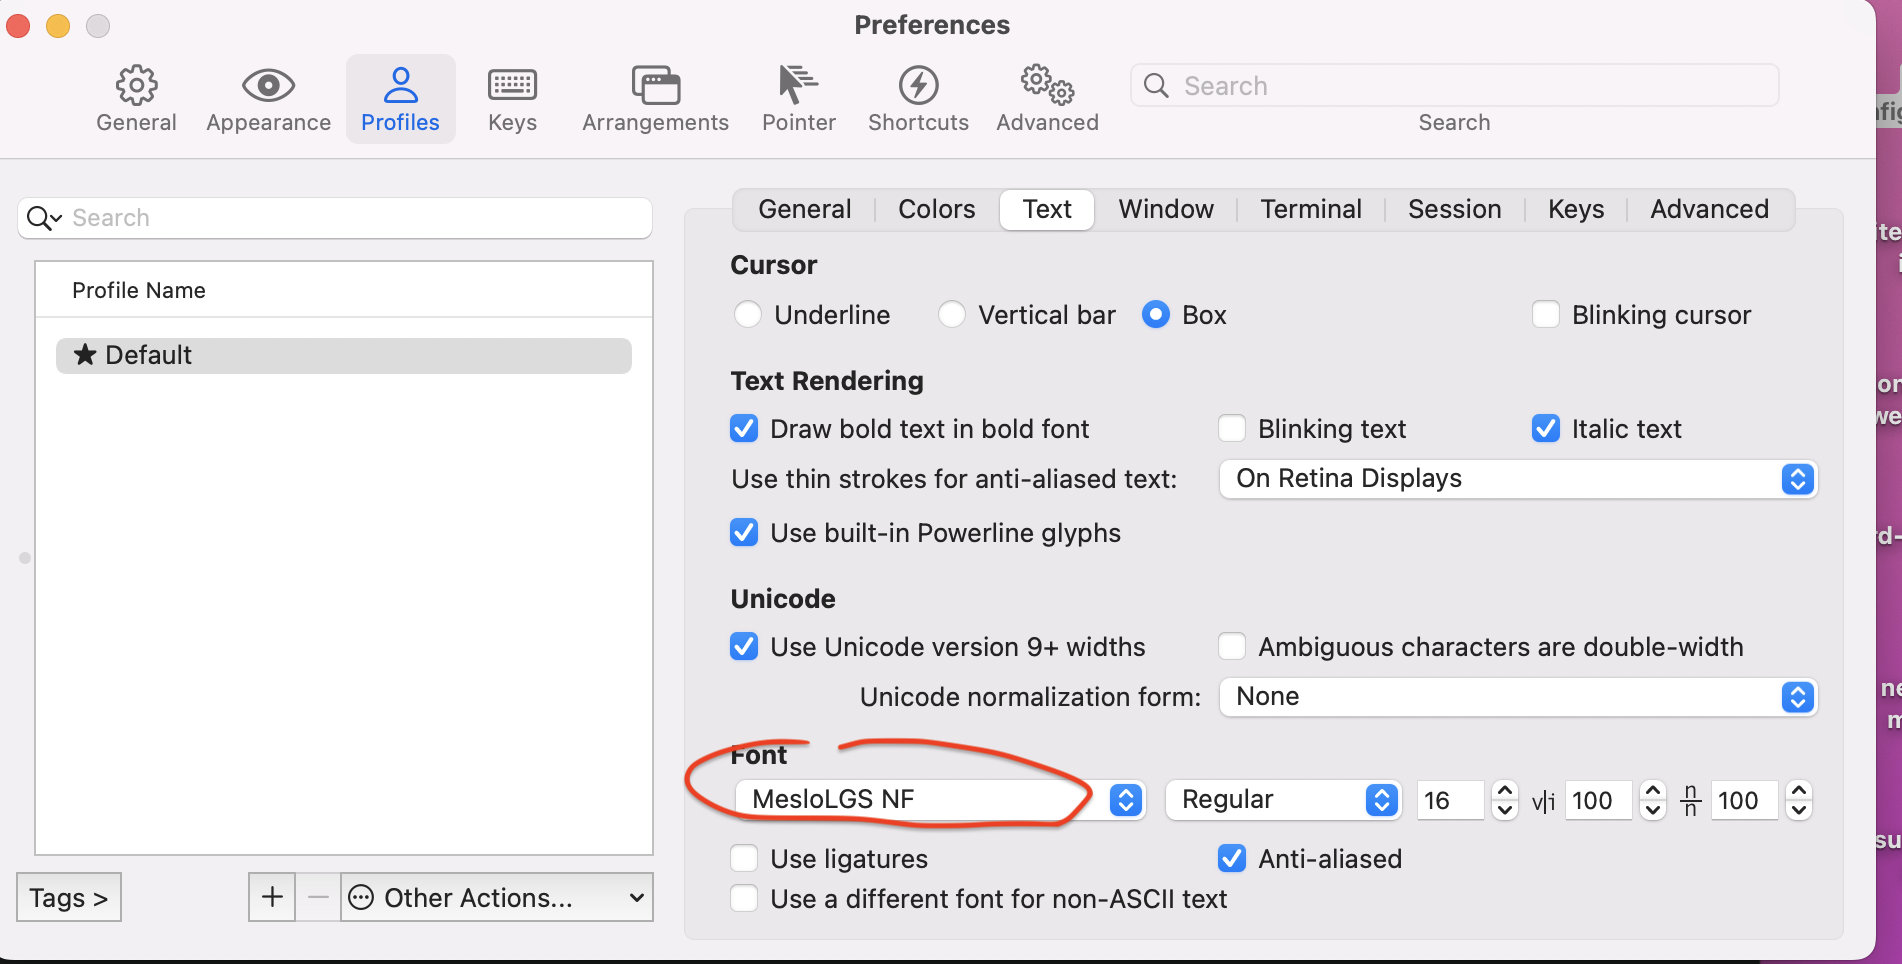 Preferences
General Appearance Profiles Keys Arrangements Pointer Shortcuts Advanced Search
Search
Search
Profile Name
Default
Tags >
+ − Other Actions...
General Colors Text Window Terminal Session Keys Advanced
Cursor
Underline Vertical bar Box Blinking cursor
Text Rendering
Draw bold text in bold font Blinking text Italic text
Use thin strokes for anti-aliased text: On Retina Displays
Use built-in Powerline glyphs
Unicode
Use Unicode version 9+ widths Ambiguous characters are double-width
Unicode normalization form: None
Font
MesloLGS NF Regular 16 v|i 100 n/n 100
Use ligatures Anti-aliased
Use a different font for non-ASCII text